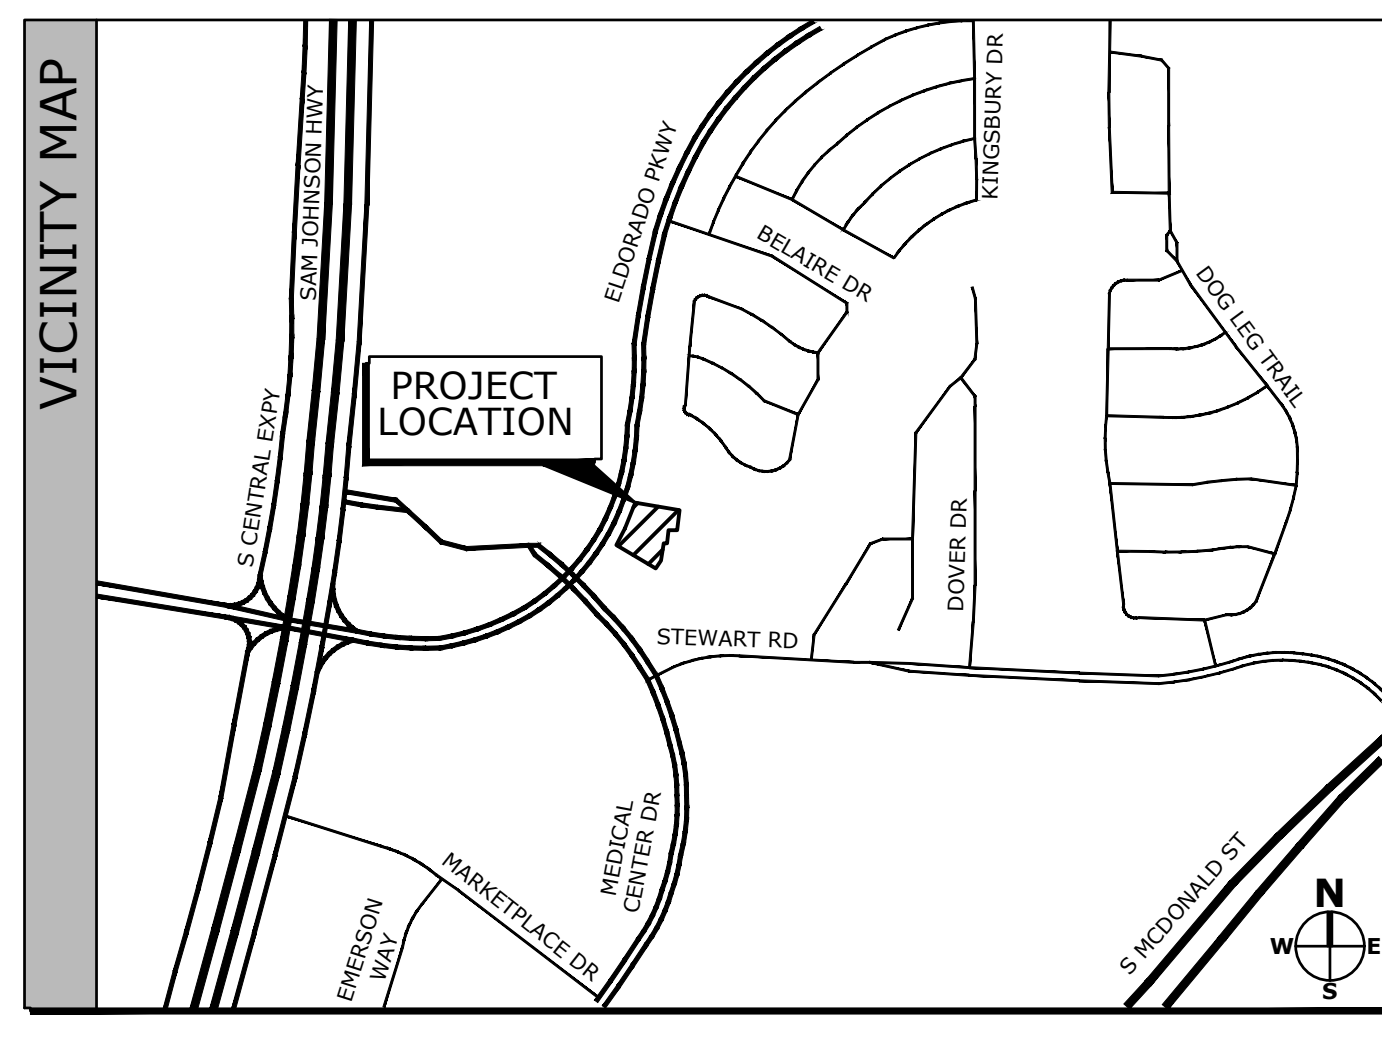 VICINITY MAP
SAM JOHNSON HWY
KINGSBURY DR
ELDORADO PKWY
BELAIRE DR
DOG LEG TRAIL
PROJECT
LOCATION
S CENTRAL EXPY
DOVER DR
STEWART RD
MEDICAL
CENTER DR
MARKETPLACE DR
EMERSON
WAY
S MCDONALD ST
N
W E
S